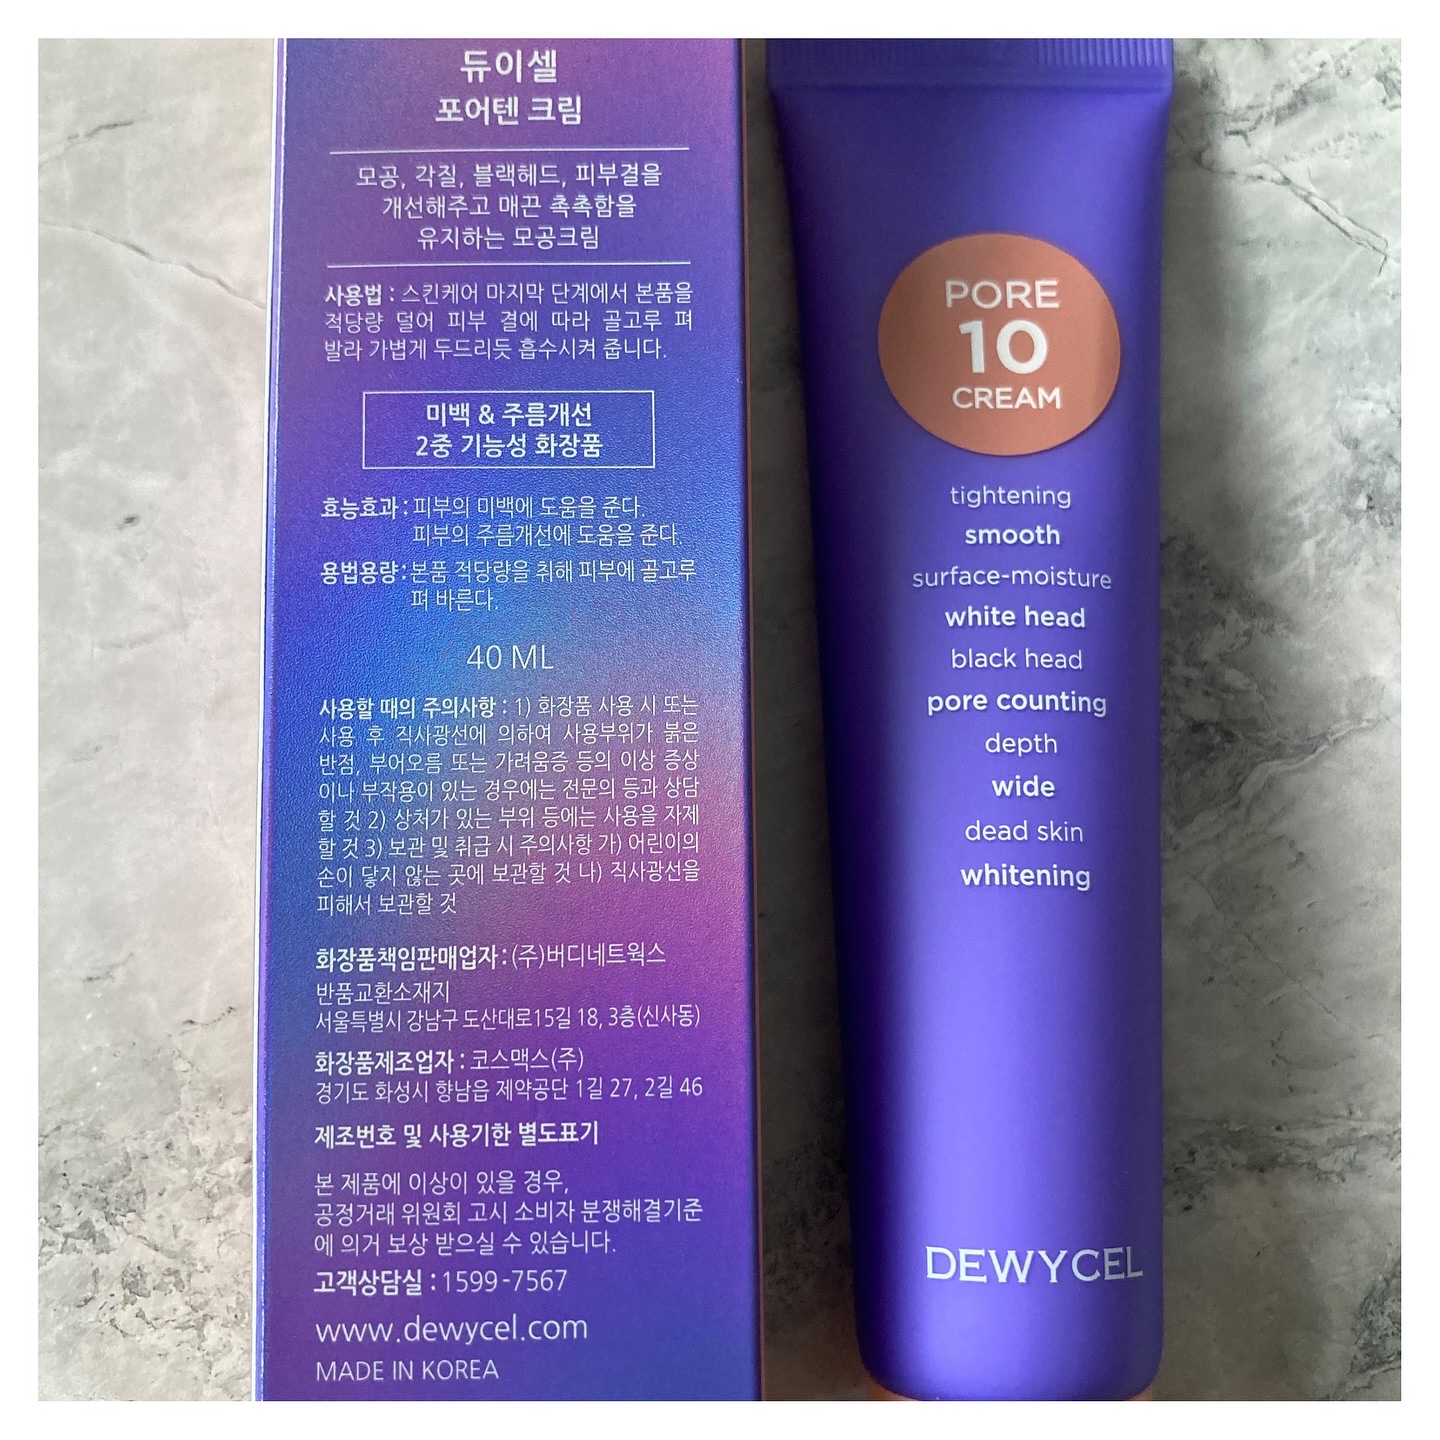 듀이셀
포어텐 크림
모공, 각질, 블랙헤드, 피부결을
개선해주고 매끈 촉촉함을
유지하는 모공크림
사용법 : 스킨케어 마지막 단계에서 본품을
적당량 덜어 피부 결에 따라 골고루 펴
발라 가볍게 두드리듯 흡수시켜 줍니다.
미백 & 주름개선
2중 기능성 화장품
효능효과 : 피부의 미백에 도움을 준다.
피부의 주름개선에 도움을 준다.
용법용량 : 본품 적당량을 취해 피부에 골고루
펴 바른다.
40 ML
사용할 때의 주의사항 : 1) 화장품 사용 시 또는
사용 후 직사광선에 의하여 사용부위가 붉은
반점, 부어오름 또는 가려움증 등의 이상 증상
이나 부작용이 있는 경우에는 전문의 등과 상담
할 것 2) 상처가 있는 부위 등에는 사용을 자제
할 것 3) 보관 및 취급 시 주의사항 가) 어린이의
손이 닿지 않는 곳에 보관할 것 나) 직사광선을
피해서 보관할 것
화장품책임판매업자 : (주)버디네트웍스
반품교환소재지
서울특별시 강남구 도산대로15길 18, 3층(신사동)
화장품제조업자 : 코스맥스(주)
경기도 화성시 향남읍 제약공단 1길 27, 2길 46
제조번호 및 사용기한 별도표기
본 제품에 이상이 있을 경우,
공정거래 위원회 고시 소비자 분쟁해결기준
에 의거 보상 받으실 수 있습니다.
고객상담실 : 1599-7567
www.dewycel.com
MADE IN KOREA
PORE
10
CREAM
tightening
smooth
surface-moisture
white head
black head
pore counting
depth
wide
dead skin
whitening
DEWYCEL